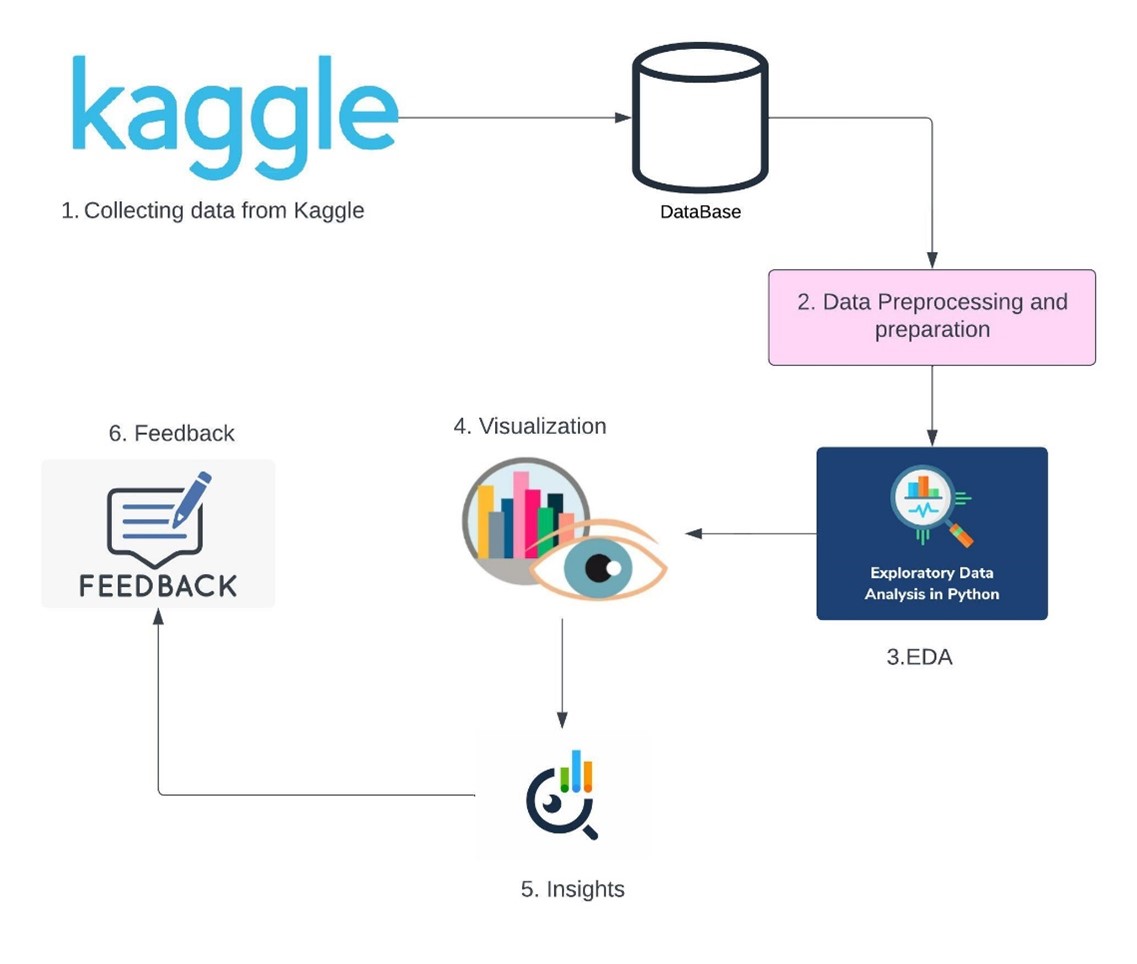 kaggle
1. Collecting data from Kaggle
DataBase
2. Data Preprocessing and
preparation
Exploratory Data
Analysis in Python
3.EDA
4. Visualization
5. Insights
6. Feedback
FEEDBACK